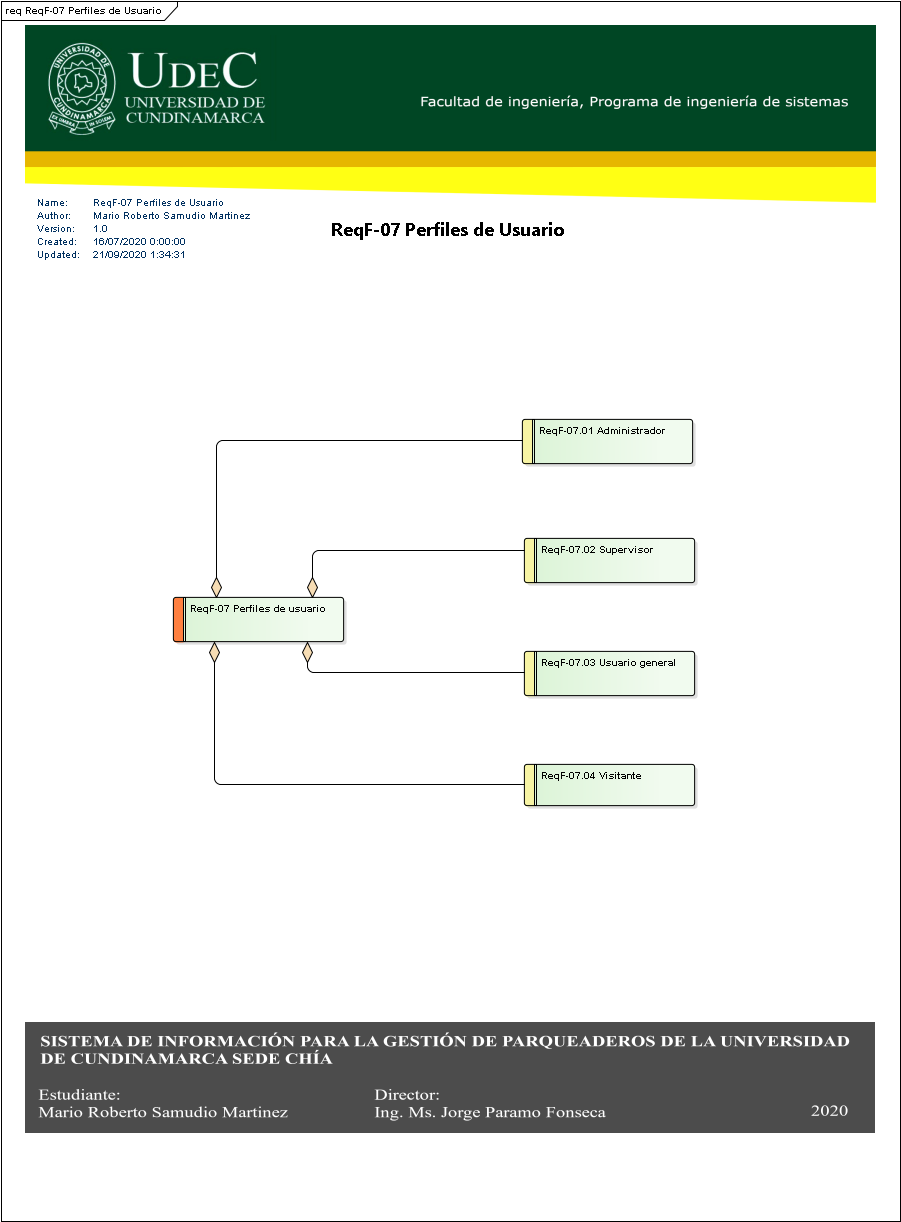 req ReqF-07 Perfiles de Usuario
UNIVERSIDAD DE CUNDINAMARCA
UDEC
UNIVERSIDAD DE
CUNDINAMARCA
Facultad de ingeniería, Programa de ingeniería de sistemas
Name: ReqF-07 Perfiles de Usuario
Author: Mario Roberto Samudio Martinez
Version: 1.0
Created: 16/07/2020 0:00:00
Updated: 21/09/2020 1:34:31
ReqF-07 Perfiles de Usuario
ReqF-07.01 Administrador
ReqF-07.02 Supervisor
ReqF-07 Perfiles de usuario
ReqF-07.03 Usuario general
ReqF-07.04 Visitante
SISTEMA DE INFORMACIÓN PARA LA GESTIÓN DE PARQUEADEROS DE LA UNIVERSIDAD
DE CUNDINAMARCA SEDE CHÍA
Estudiante:
Mario Roberto Samudio Martinez
Director:
Ing. Ms. Jorge Paramo Fonseca
2020